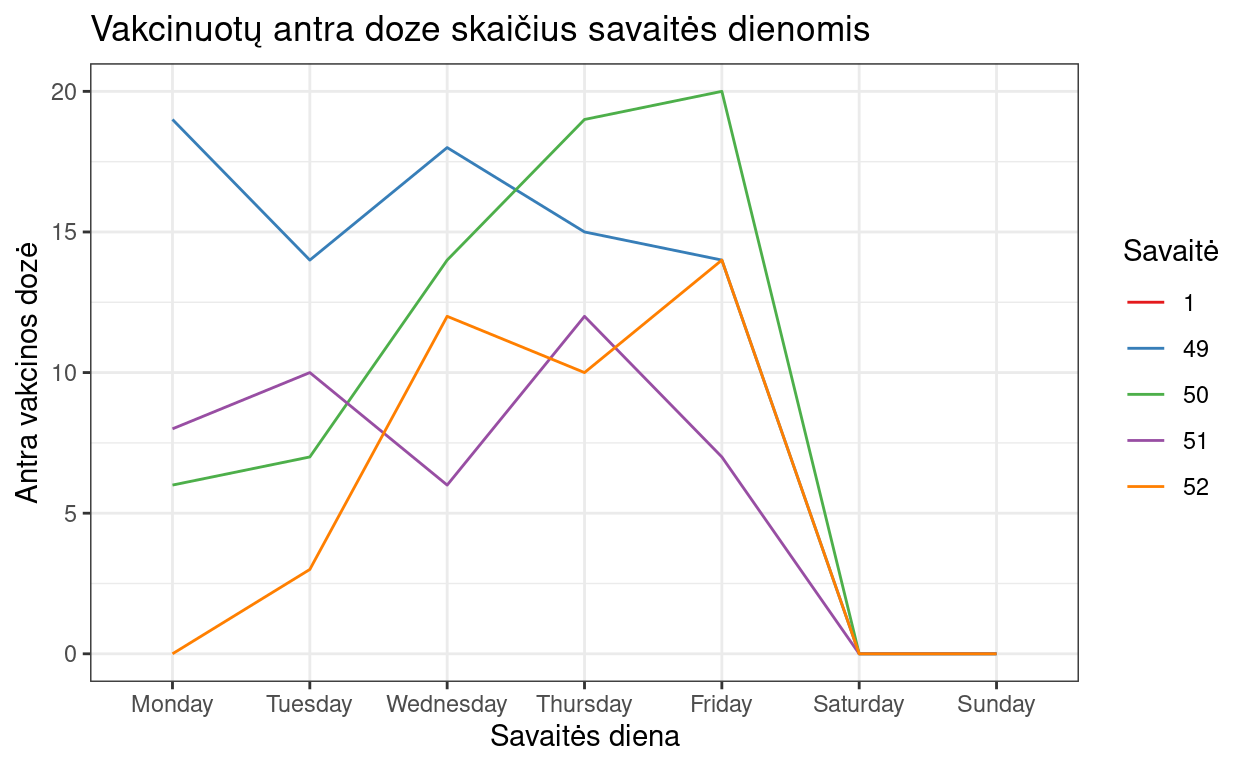 Vakcinuotų antra doze skaičius savaitės dienomis
Antra vakcinos dozė
20
15
10
5
0
Monday Tuesday Wednesday Thursday Friday Saturday Sunday
Savaitės diena
Savaitė
1
49
50
51
52